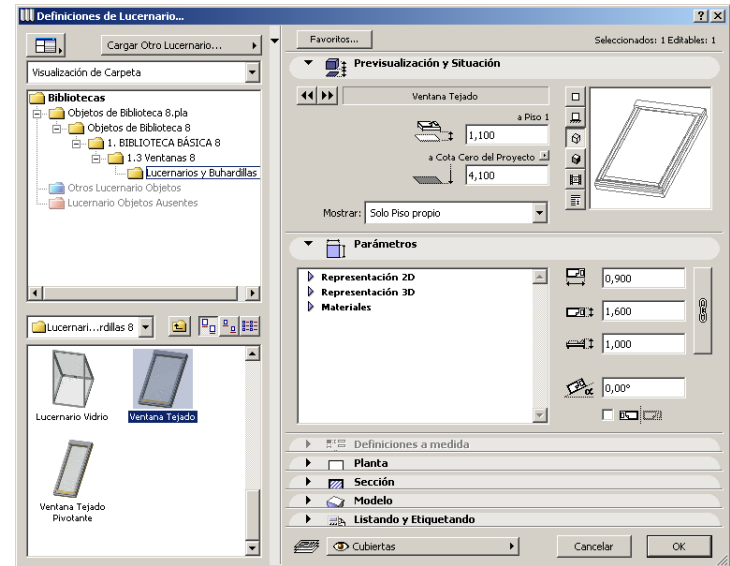 Definiciones de Lucernario...
Cargar Otro Lucernario...
Visualización de Carpeta
Bibliotecas
Objetos de Biblioteca 8.pla
Objetos de Biblioteca 8
1. BIBLIOTECA BÁSICA 8
1.3 Ventanas 8
Lucernarios y Buhardillas
Otros Lucernario Objetos
Lucernario Objetos Ausentes
Lucernari...rdillas 8
Lucernario Vidrio
Ventana Tejado
Ventana Tejado
Pivotante
Favoritos...
Seleccionados: 1 Editables: 1
Previsualización y Situación
Ventana Tejado
a Piso 1
1,100
a Cota Cero del Proyecto
4,100
Mostrar: Solo Piso propio
Parámetros
Representación 2D
Representación 3D
Materiales
0,900
1,600
1,000
α 0,00°
Definiciones a medida
Planta
Sección
Modelo
Listando y Etiquetando
Cubiertas
Cancelar
OK